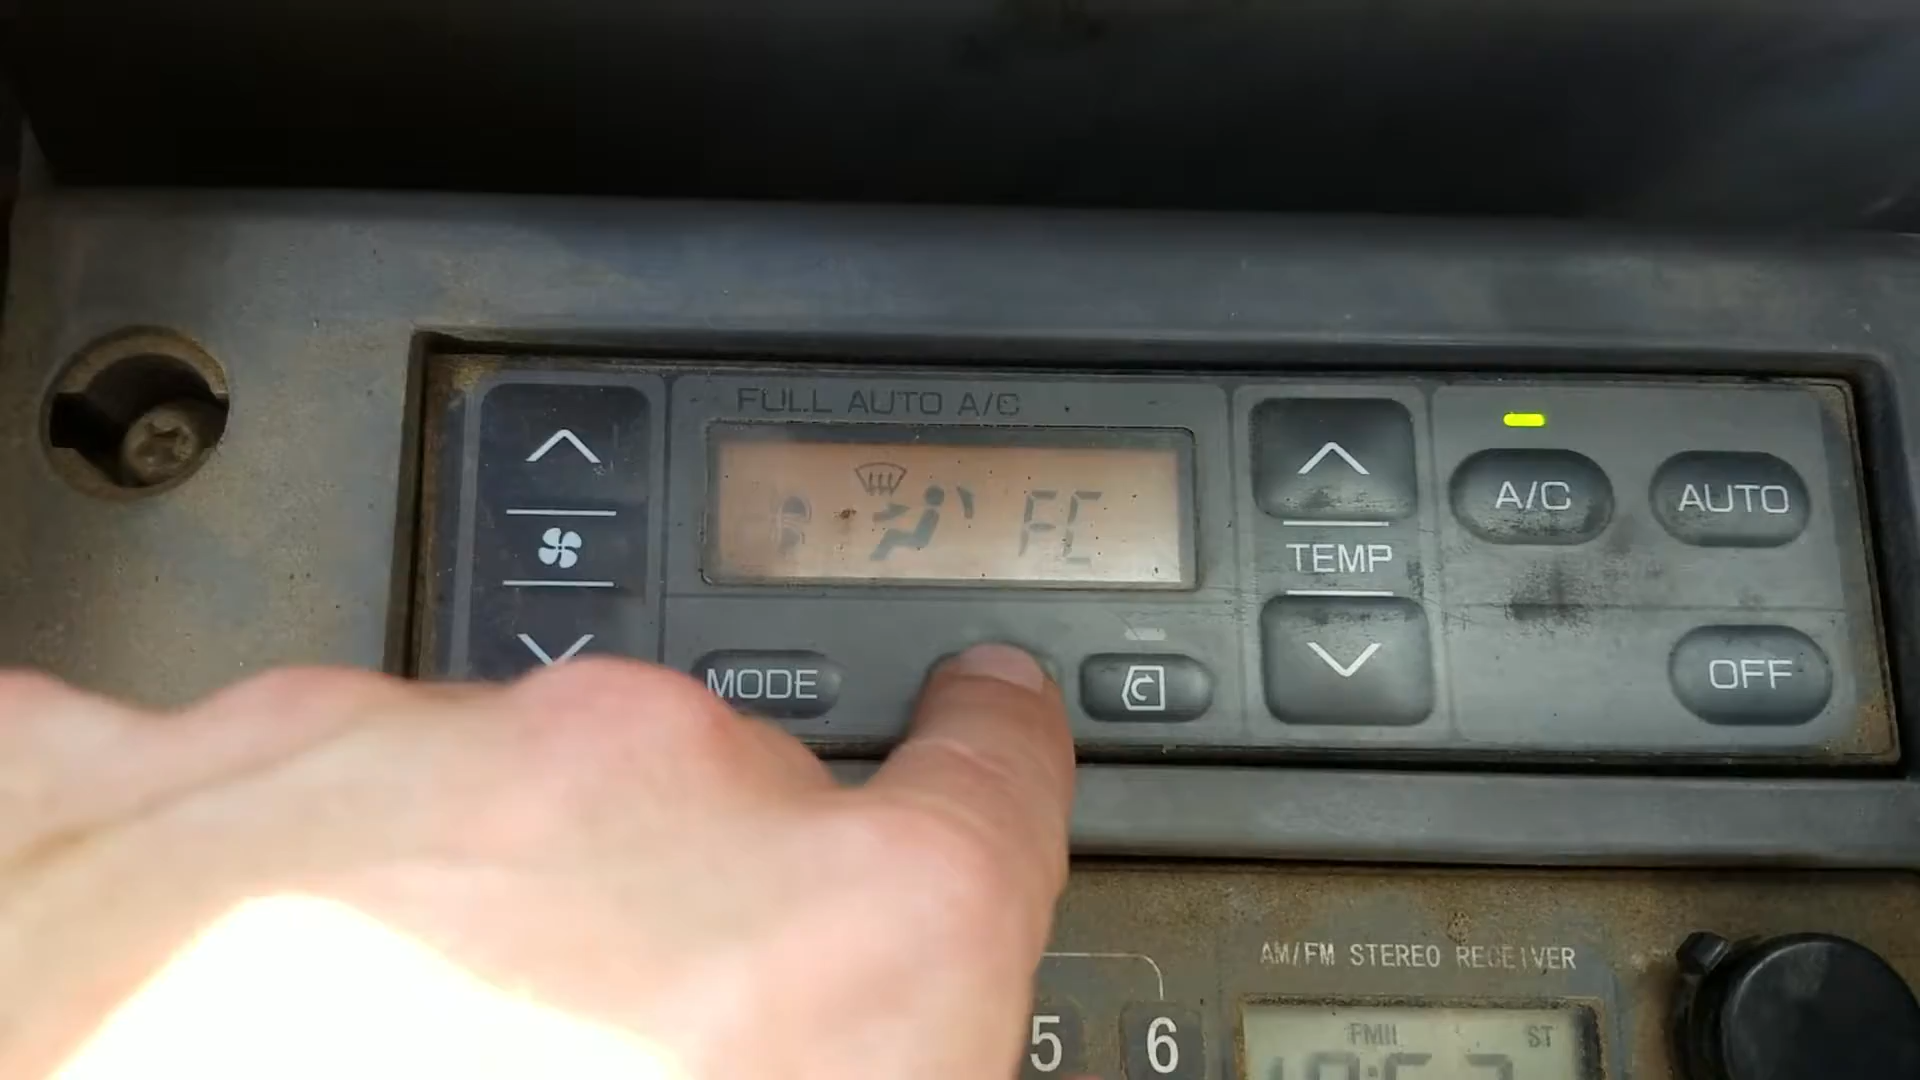 FULL AUTO A/C
FC
TEMP
A/C
AUTO
MODE
OFF
AM/FM STEREO RECEIVER
5
6
FMII
ST